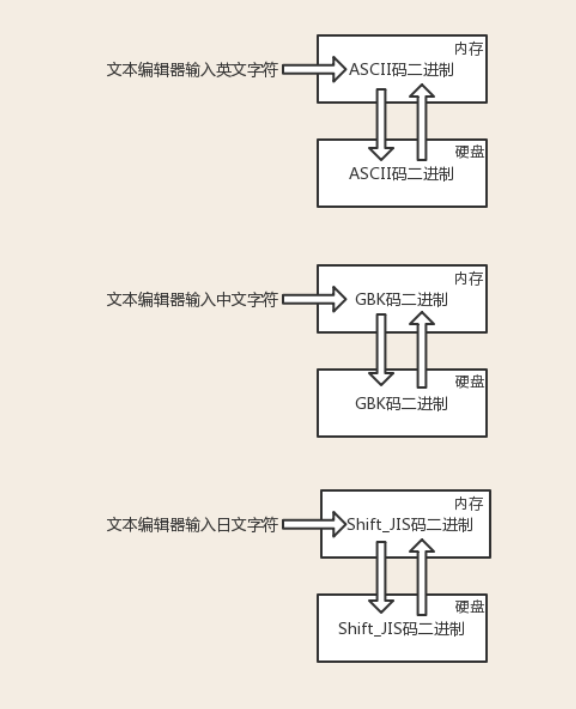 内存
文本编辑器输入英文字符
ASCII码二进制
硬盘
ASCII码二进制
内存
文本编辑器输入中文字符
GBK码二进制
硬盘
GBK码二进制
内存
文本编辑器输入日文字符
Shift_JIS码二进制
硬盘
Shift_JIS码二进制